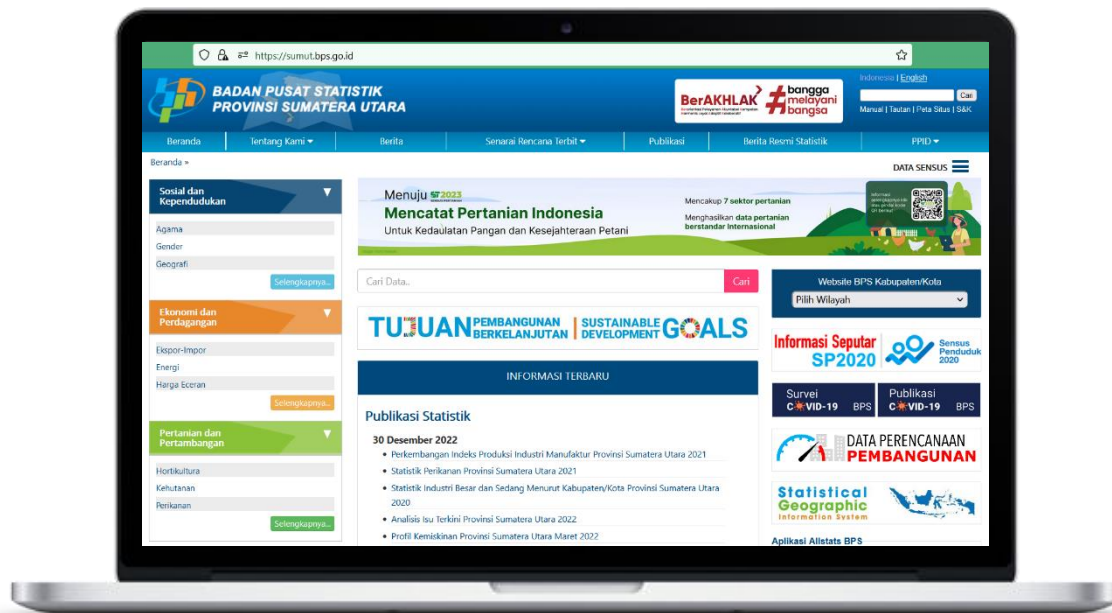 https://sumut.bps.go.id
BADAN PUSAT STATISTIK
PROVINSI SUMATERA UTARA
BerAKHLAK
bangga
melayani
bangsa
Indonesia | English
Cari
Manual | Tautan | Peta Situs | S&K
Beranda
Tentang Kami
Berita
Senarai Rencana Terbit
Publikasi
Berita Resmi Statistik
PPID
Beranda »
DATA SENSUS
Sosial dan
Kependudukan
Agama
Gender
Geografi
Selengkapnya...
Ekonomi dan
Perdagangan
Ekspor-Impor
Energi
Harga Eceran
Selengkapnya...
Pertanian dan
Pertambangan
Hortikultura
Kehutanan
Perikanan
Selengkapnya...
Menuju ST2023
Mencatat Pertanian Indonesia
Untuk Kedaulatan Pangan dan Kesejahteraan Petani
Mencakup 7 sektor pertanian
Menghasilkan data pertanian
berstandar internasional
Cari Data..
Cari
TUJUAN PEMBANGUNAN BERKELANJUTAN | SUSTAINABLE DEVELOPMENT GOALS
INFORMASI TERBARU
Publikasi Statistik
30 Desember 2022
• Perkembangan Indeks Produksi Industri Manufaktur Provinsi Sumatera Utara 2021
• Statistik Perikanan Provinsi Sumatera Utara 2021
• Statistik Industri Besar dan Sedang Menurut Kabupaten/Kota Provinsi Sumatera Utara
2020
• Analisis Isu Terkini Provinsi Sumatera Utara 2022
• Profil Kemiskinan Provinsi Sumatera Utara Maret 2022
Website BPS Kabupaten/Kota
Pilih Wilayah
Informasi Seputar
SP2020
Sensus
Penduduk
2020
Survei
COVID-19 BPS
Publikasi
COVID-19 BPS
DATA PERENCANAAN
PEMBANGUNAN
Statistical
Geographic
Information System
Aplikasi Allstats BPS